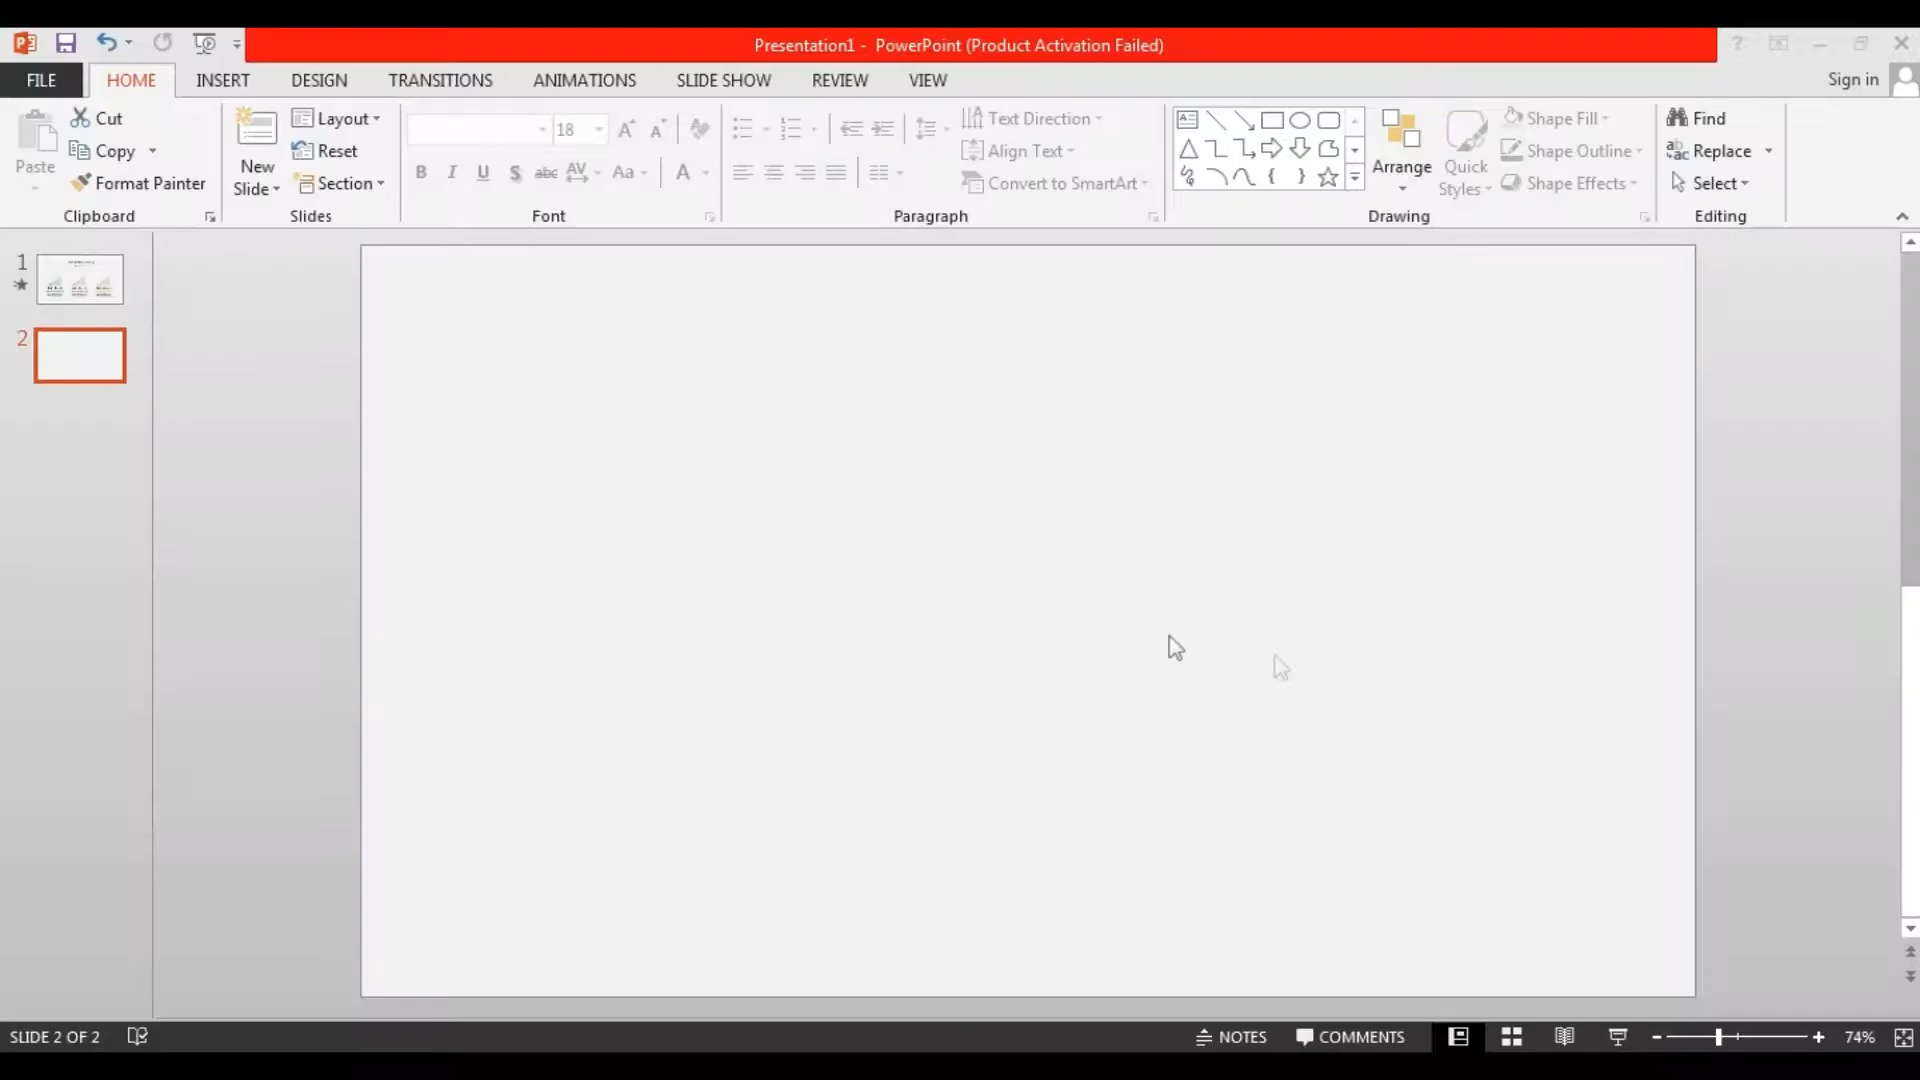 Presentation1 - PowerPoint (Product Activation Failed)
FILE HOME INSERT DESIGN TRANSITIONS ANIMATIONS SLIDE SHOW REVIEW VIEW Sign in
Paste
Cut
Copy
Format Painter
Clipboard
New
Slide
Layout
Reset
Section
Slides
18
B I U S abc AV Aa A
Font
Text Direction
Align Text
Convert to SmartArt
Paragraph
Arrange
Quick
Styles
Shape Fill
Shape Outline
Shape Effects
Drawing
Find
Replace
Select
Editing
1
2
SLIDE 2 OF 2 NOTES COMMENTS 74%